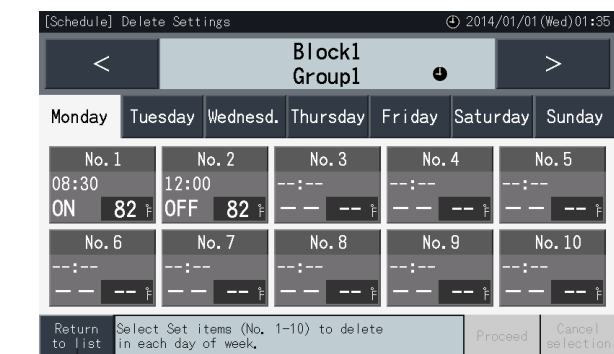 [Schedule] Delete Settings 2014/01/01(Wed)01:35
< Block1 >
Group1
Monday Tuesday Wednesd. Thursday Friday Saturday Sunday
No.1 No.2 No.3 No.4 No.5
08:30 12:00 --:-- --:-- --:--
ON 82 °F OFF 82 °F -- -- °F -- -- °F -- -- °F
No.6 No.7 No.8 No.9 No.10
--:-- --:-- --:-- --:-- --:--
-- -- °F -- -- °F -- -- °F -- -- °F -- -- °F
Return Select Set items (No. 1-10) to delete Proceed Cancel
to list in each day of week. selection